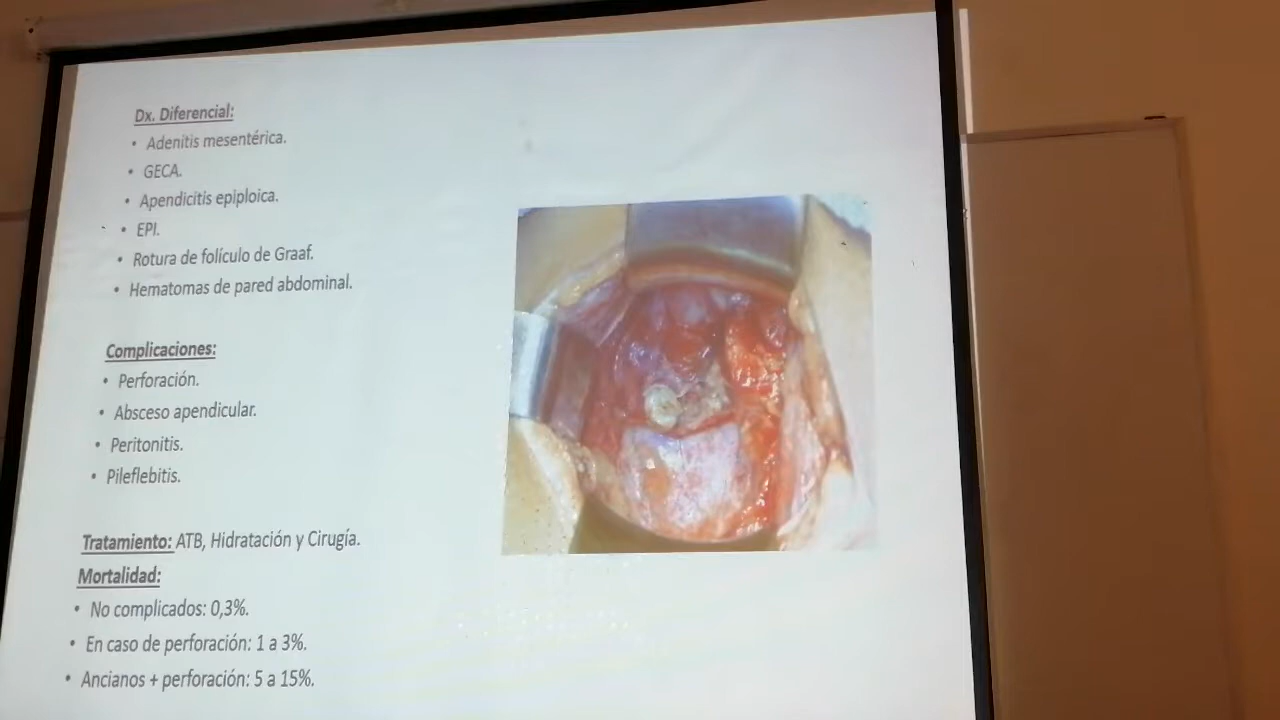 Dx. Diferencial:
• Adenitis mesentérica.
• GECA.
• Apendicitis epiploica.
• EPI.
• Rotura de folículo de Graaf.
• Hematomas de pared abdominal.
Complicaciones:
• Perforación.
• Absceso apendicular.
• Peritonitis.
• Pileflebitis.
Tratamiento: ATB, Hidratación y Cirugía.
Mortalidad:
• No complicados: 0,3%.
• En caso de perforación: 1 a 3%.
• Ancianos + perforación: 5 a 15%.